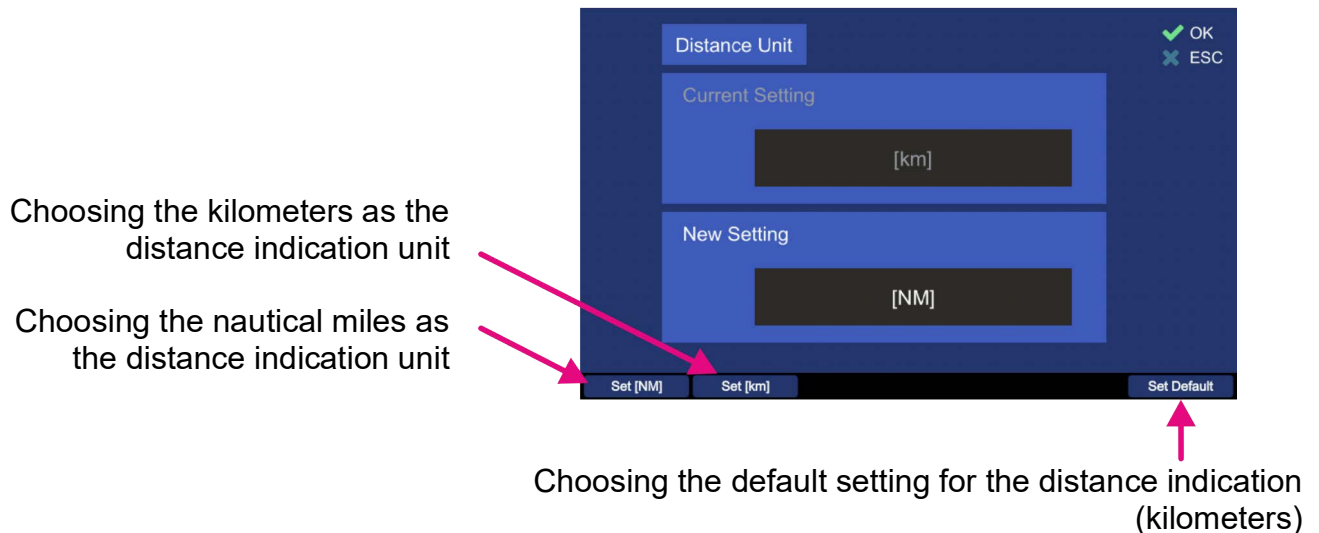 Distance Unit
OK
ESC
Current Setting
[km]
Choosing the kilometers as the
distance indication unit
New Setting
[NM]
Choosing the nautical miles as
the distance indication unit
Set [NM]
Set [km]
Set Default
Choosing the default setting for the distance indication
(kilometers)